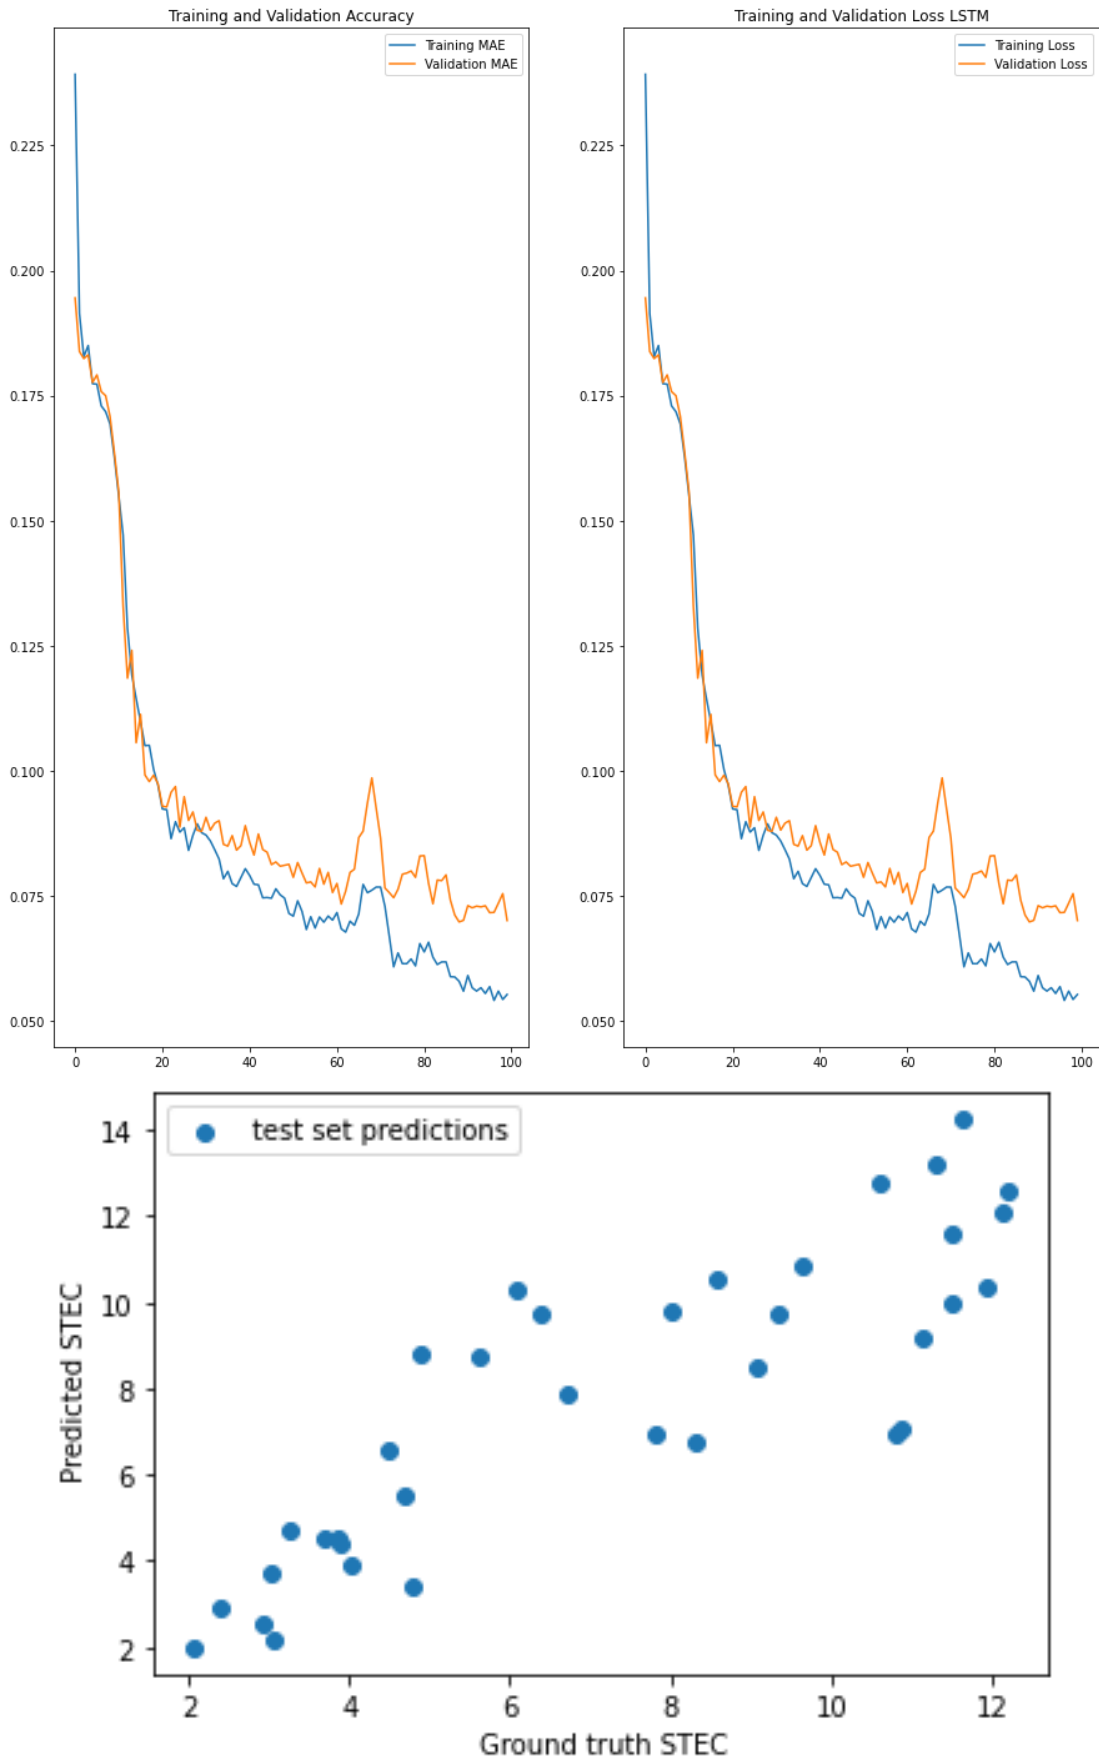 Training and Validation Accuracy
Training MAE
Validation MAE
0.225
0.200
0.175
0.150
0.125
0.100
0.075
0.050
0 20 40 60 80 100
Training and Validation Loss LSTM
Training Loss
Validation Loss
0.225
0.200
0.175
0.150
0.125
0.100
0.075
0.050
0 20 40 60 80 100
test set predictions
Predicted STEC
14
12
10
8
6
4
2
2 4 6 8 10 12
Ground truth STEC